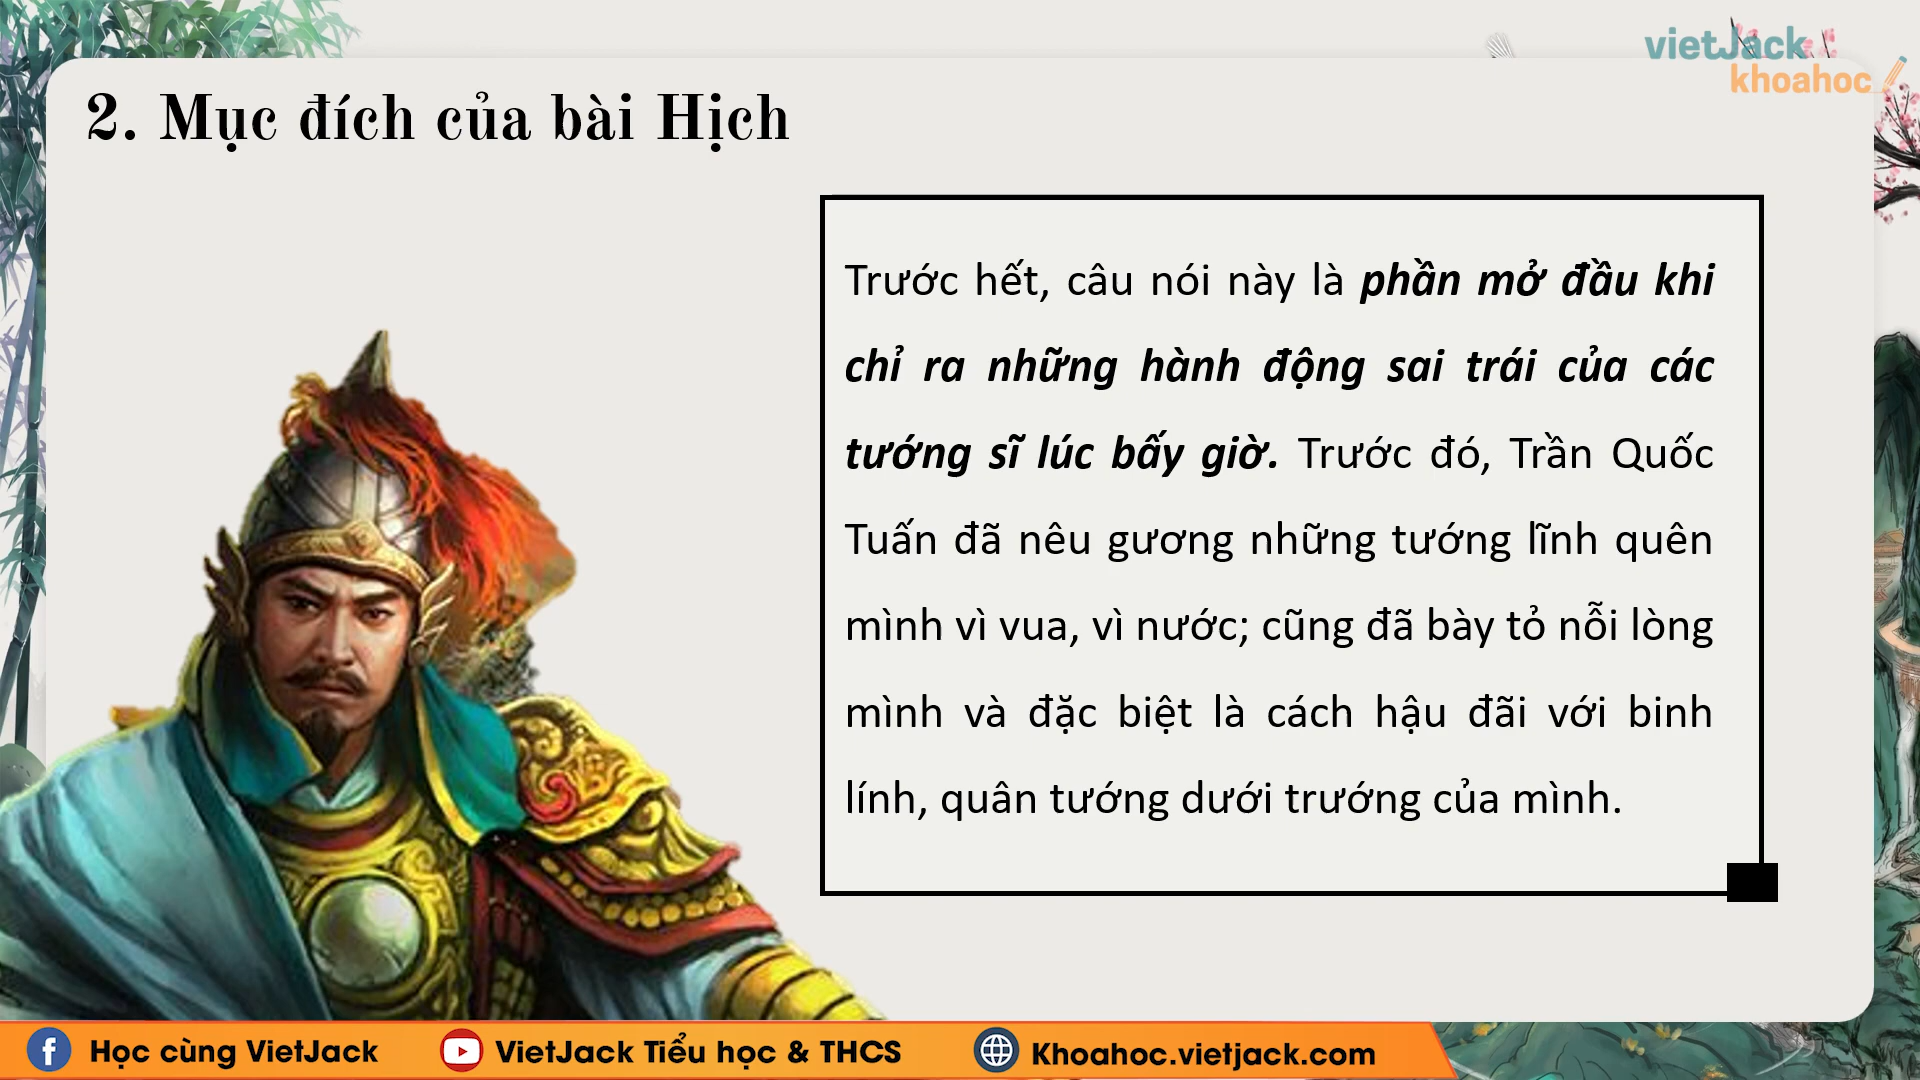 vietJack
khoahoc
2. Mục đích của bài Hịch
Trước hết, câu nói này là phần mở đầu khi
chỉ ra những hành động sai trái của các
tướng sĩ lúc bấy giờ. Trước đó, Trần Quốc
Tuấn đã nêu gương những tướng lĩnh quên
mình vì vua, vì nước; cũng đã bày tỏ nỗi lòng
mình và đặc biệt là cách hậu đãi với binh
lính, quân tướng dưới trướng của mình.
Học cùng VietJack
VietJack Tiểu học & THCS
Khoahoc.vietjack.com